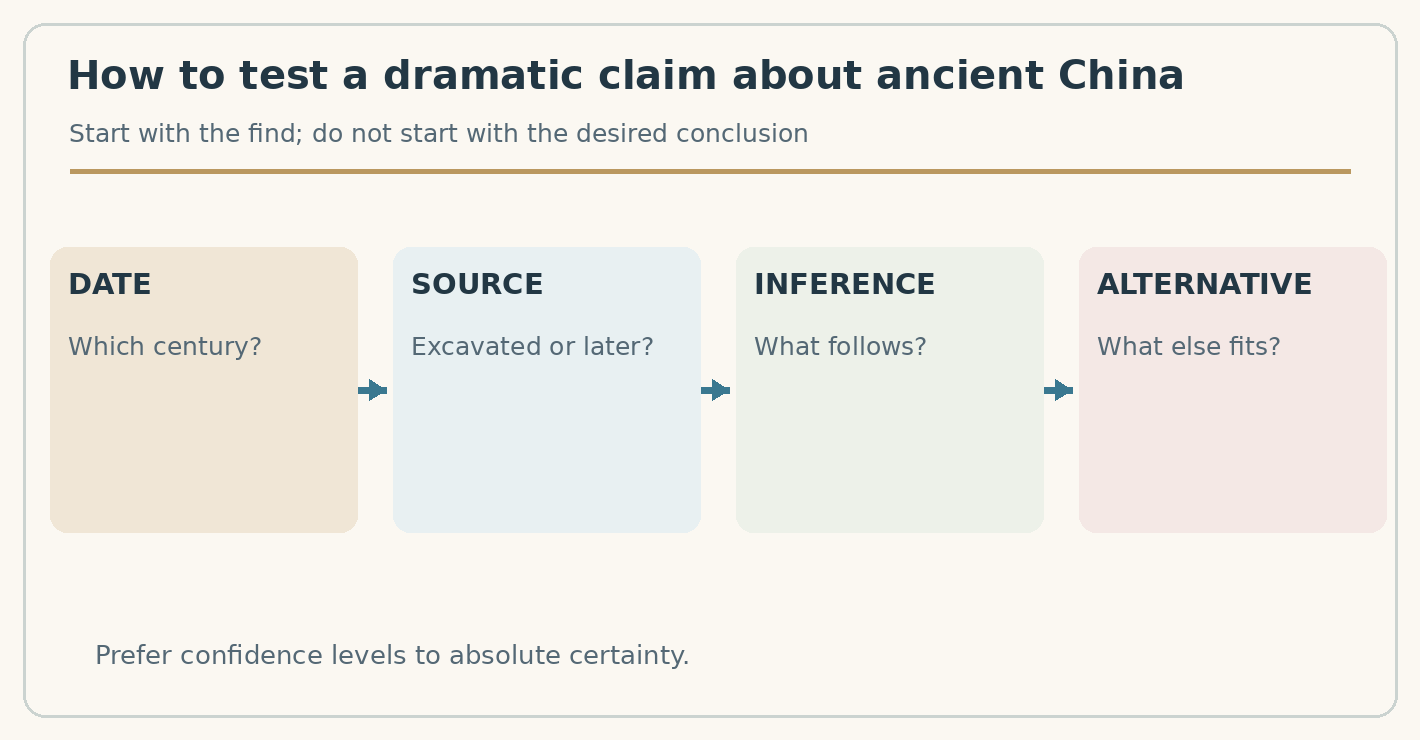 How to test a dramatic claim about ancient China
Start with the find; do not start with the desired conclusion
DATE
Which century?
SOURCE
Excavated or later?
INFERENCE
What follows?
ALTERNATIVE
What else fits?
Prefer confidence levels to absolute certainty.